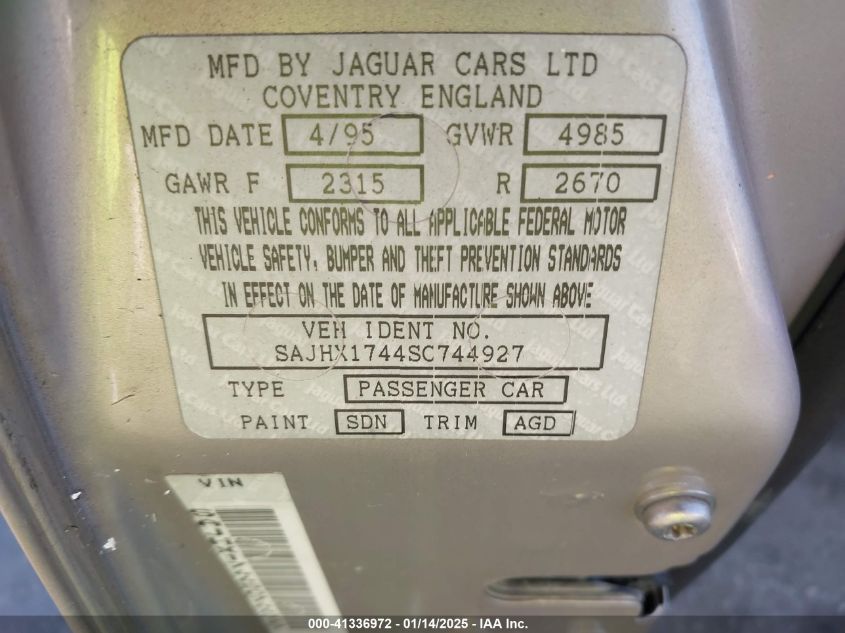 MFD BY JAGUAR CARS LTD
COVENTRY ENGLAND
MFD DATE 4/95 GVWR 4985
GAWR F 2315 R 2670
THIS VEHICLE CONFORMS TO ALL APPLICABLE FEDERAL MOTOR
VEHICLE SAFETY, BUMPER AND THEFT PREVENTION STANDARDS
IN EFFECT ON THE DATE OF MANUFACTURE SHOWN ABOVE
VEH IDENT NO.
SAJHX1744SC744927
TYPE PASSENGER CAR
PAINT SDN TRIM AGD
VIN
000-41336972 - 01/14/2025 - IAA Inc.